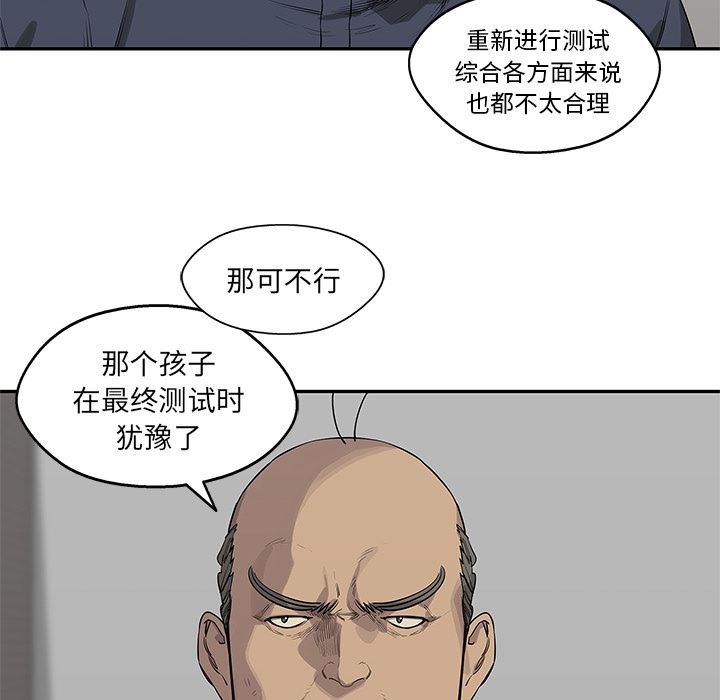 重新进行测试
综合各方面来说
也都不太合理
那可不行
那个孩子
在最终测试时
犹豫了